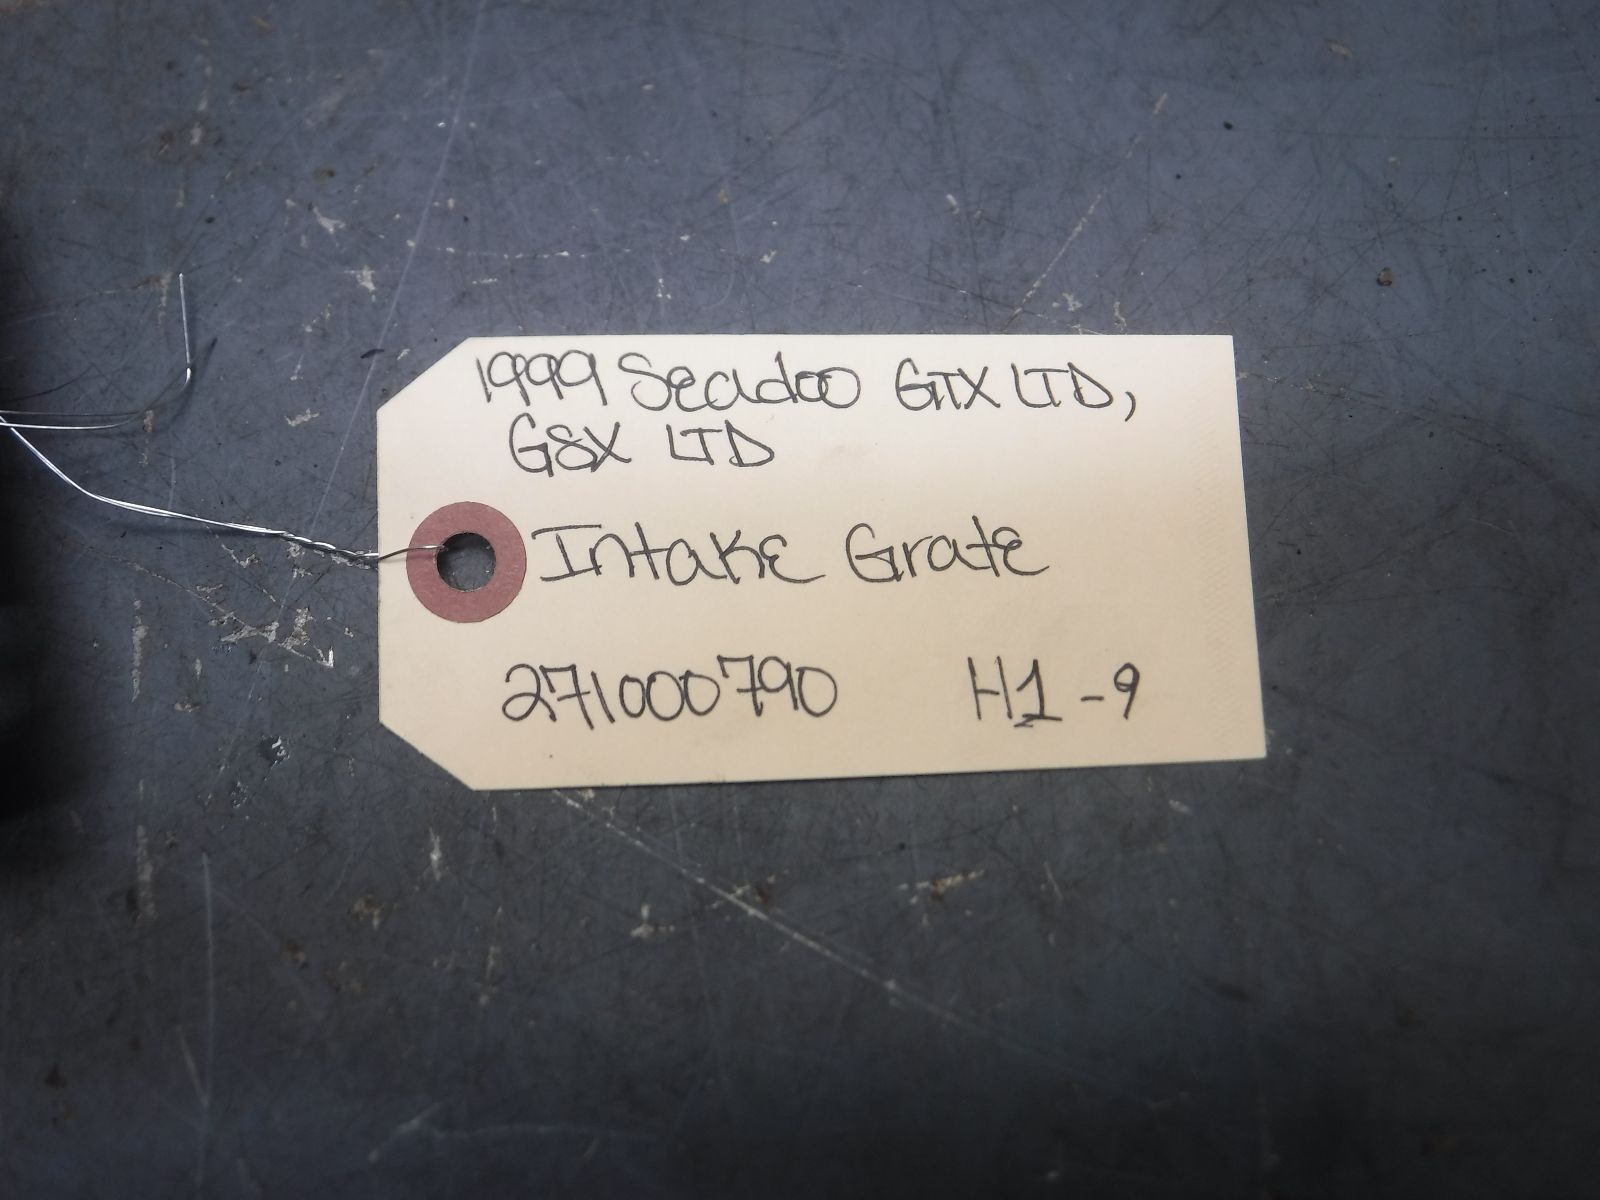 1999 Seadoo GTX LTD,
GSX LTD
Intake Grate
271000790 H1-9